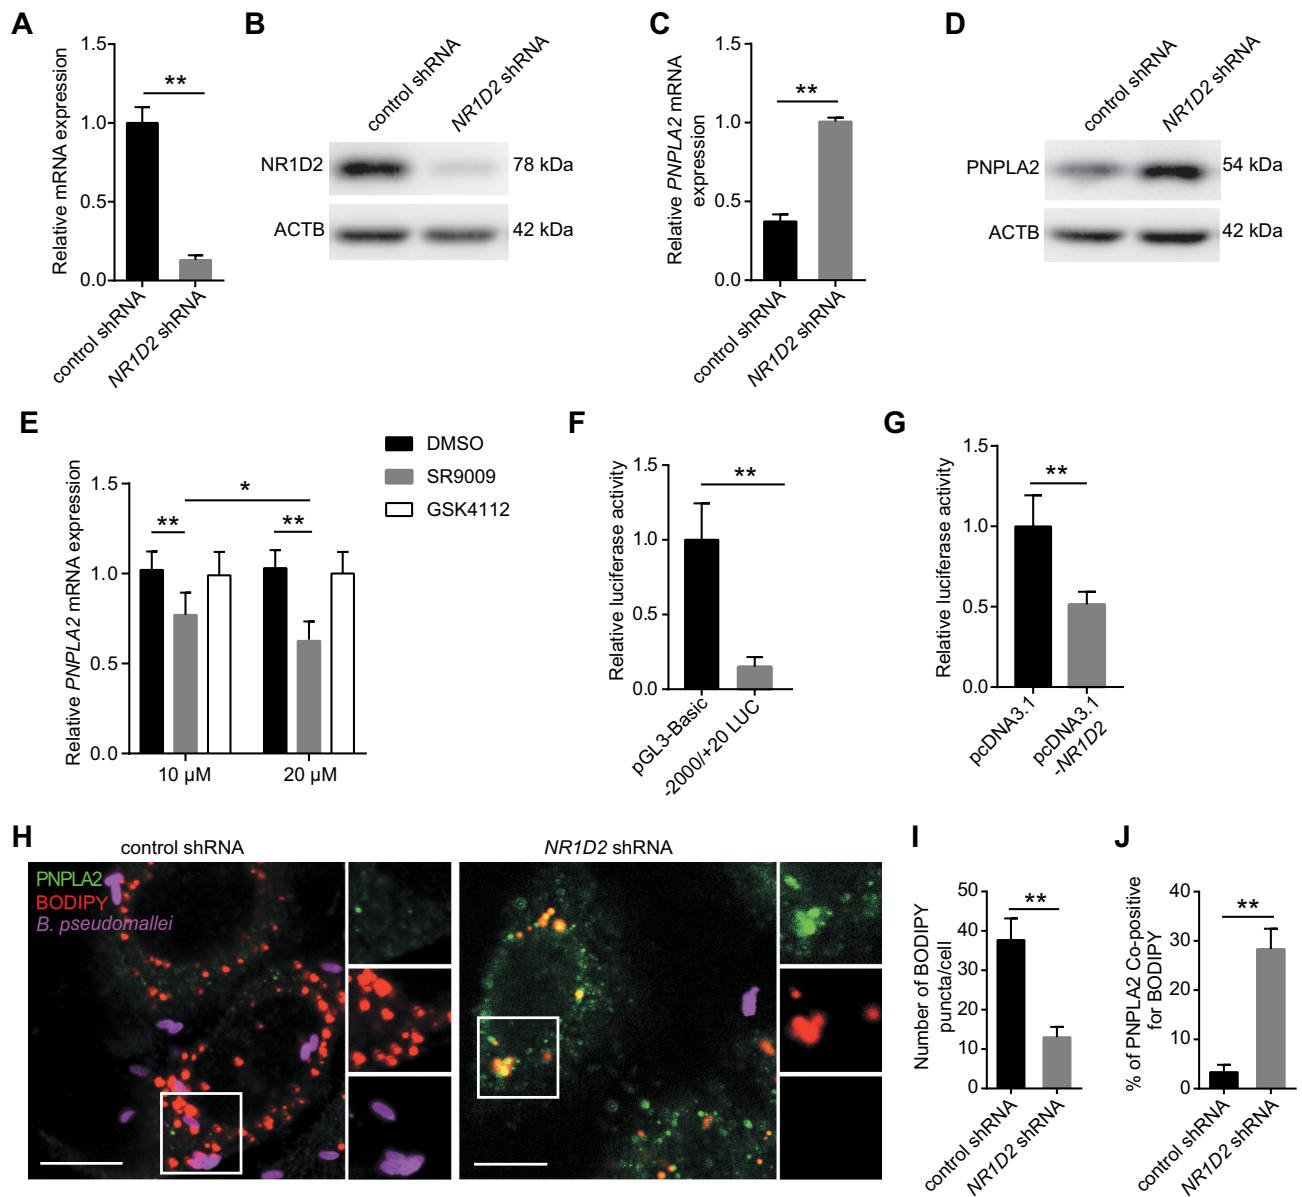 A
Relative mRNA expression
1.5
1.0
0.5
0.0
**
control shRNA
NR1D2 shRNA
B
control shRNA
NR1D2 shRNA
NR1D2
78 kDa
ACTB
42 kDa
C
Relative PNPLA2 mRNA
expression
1.5
1.0
0.5
0.0
**
control shRNA
NR1D2 shRNA
D
control shRNA
NR1D2 shRNA
PNPLA2
54 kDa
ACTB
42 kDa
E
Relative PNPLA2 mRNA expression
1.5
1.0
0.5
0.0
**
*
**
10 µM
20 µM
DMSO
SR9009
GSK4112
F
Relative luciferase activity
1.5
1.0
0.5
0.0
**
pGL3-Basic
-2000/+20 LUC
G
Relative luciferase activity
1.5
1.0
0.5
0.0
**
pcDNA3.1
pcDNA3.1
-NR1D2
H
control shRNA
NR1D2 shRNA
PNPLA2
BODIPY
B. pseudomallei
I
Number of BODIPY
puncta/cell
50
40
30
20
10
0
**
control shRNA
NR1D2 shRNA
J
% of PNPLA2 Co-positive
for BODIPY
40
30
20
10
0
**
control shRNA
NR1D2 shRNA